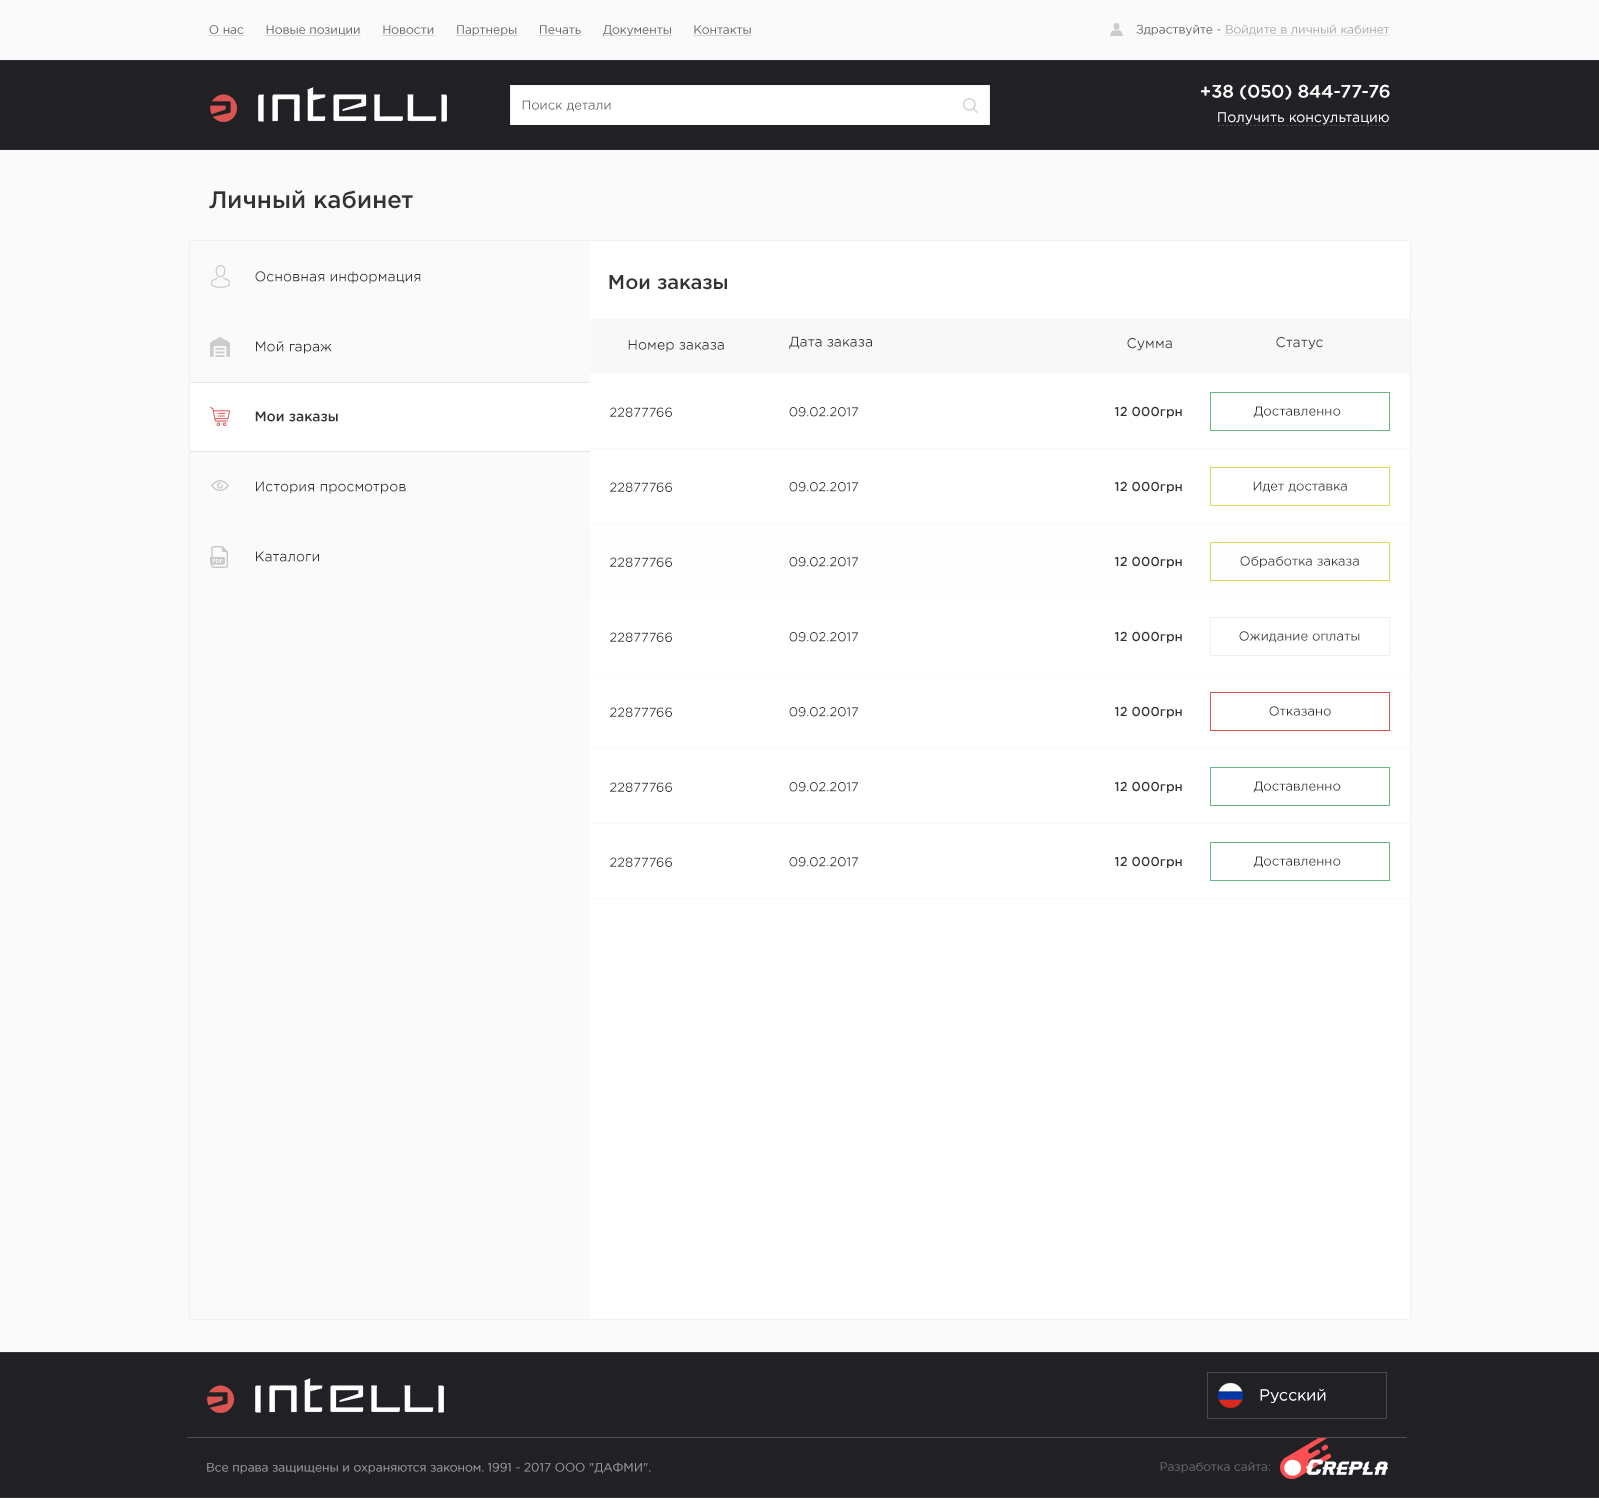 О нас Новые позиции Новости Партнеры Печать Документы Контакты Здраствуйте - Войдите в личный кабинет
INTELLI Поиск детали +38 (050) 844-77-76
Получить консультацию
Личный кабинет
Основная информация
Мой гараж
Мои заказы
История просмотров
PDF Каталоги
Мои заказы
Номер заказа Дата заказа Сумма Статус
22877766 09.02.2017 12 000грн Доставленно
22877766 09.02.2017 12 000грн Идет доставка
22877766 09.02.2017 12 000грн Обработка заказа
22877766 09.02.2017 12 000грн Ожидание оплаты
22877766 09.02.2017 12 000грн Отказано
22877766 09.02.2017 12 000грн Доставленно
22877766 09.02.2017 12 000грн Доставленно
INTELLI Русский
Все права защищены и охраняются законом. 1991 - 2017 ООО "ДАФМИ". Разработка сайта: CREPLA